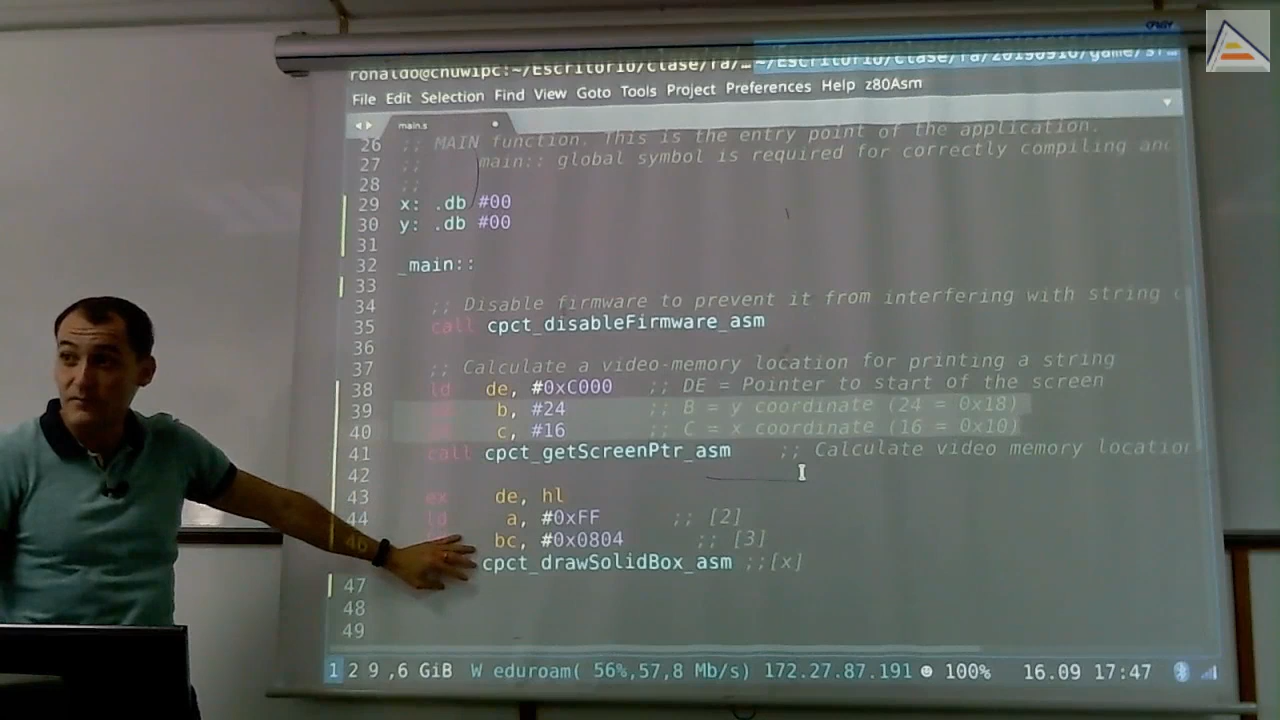 ronaldo@chuwipc:~/Escritorio/Clase/ra/… ~/Escritorio/Clase/ra/20190916/game/sr…
File Edit Selection Find View Goto Tools Project Preferences Help z80Asm
main.s
26 ;; MAIN function. This is the entry point of the application.
27 ;; _main:: global symbol is required for correctly compiling and
28 ;;
29 x: .db #00
30 y: .db #00
31
32 _main::
33
34 ;; Disable firmware to prevent it from interfering with string d
35 call cpct_disableFirmware_asm
36
37 ;; Calculate a video-memory location for printing a string
38 ld de, #0xC000 ;; DE = Pointer to start of the screen
39 b, #24 ;; B = y coordinate (24 = 0x18)
40 c, #16 ;; C = x coordinate (16 = 0x10)
41 call cpct_getScreenPtr_asm ;; Calculate video memory location
42
43 ex de, hl
44 ld a, #0xFF ;; [2]
bc, #0x0804 ;; [3]
46 cpct_drawSolidBox_asm ;;[x]
47
48
49
1 2 9 ,6 GiB W eduroam( 56%,57,8 Mb/s) 172.27.87.191 100% 16.09 17:47